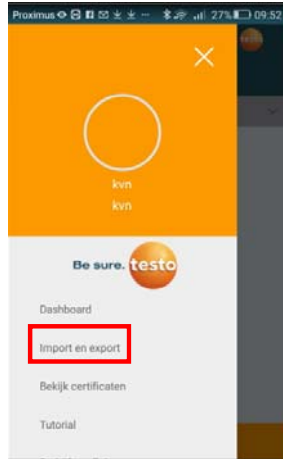 Proximus 27% 09:52
kvn
kvn
Be sure. testo
Dashboard
Import en export
Bekijk certificaten
Tutorial